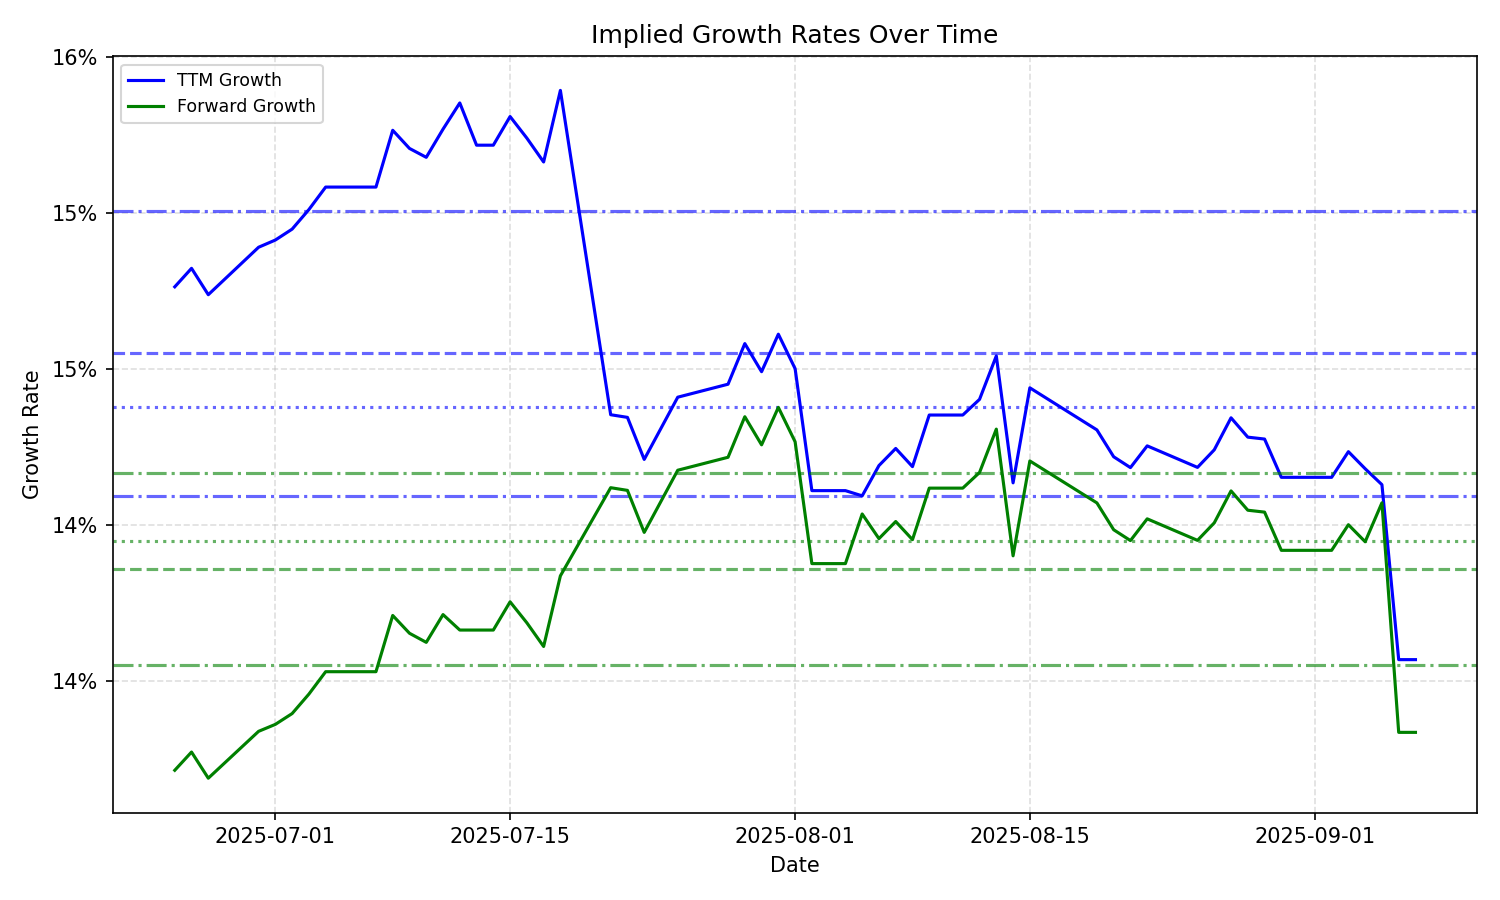 Implied Growth Rates Over Time
TTM Growth
Forward Growth
16%
15%
15%
14%
14%
Growth Rate
2025-07-01
2025-07-15
2025-08-01
2025-08-15
2025-09-01
Date